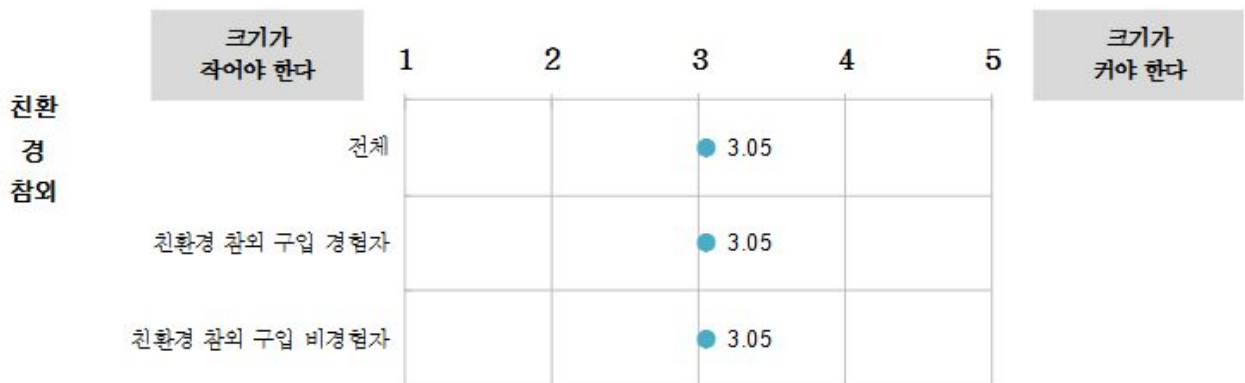 크기가
작어야 한다
1 2 3 4 5
크기가
커야 한다
친환
경
참외
전체 3.05
친환경 참외 구입 경험자 3.05
친환경 참외 구입 비경험자 3.05